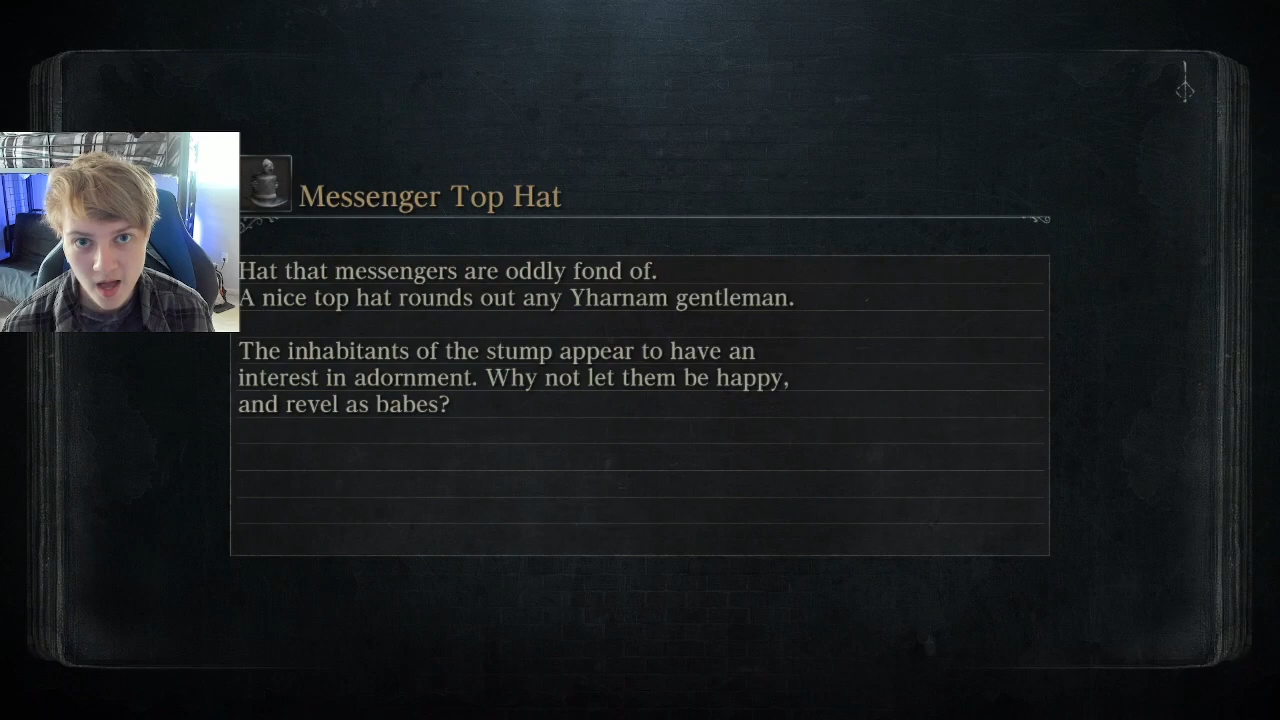 Messenger Top Hat
Hat that messengers are oddly fond of.
A nice top hat rounds out any Yharnam gentleman.
The inhabitants of the stump appear to have an
interest in adornment. Why not let them be happy,
and revel as babes?